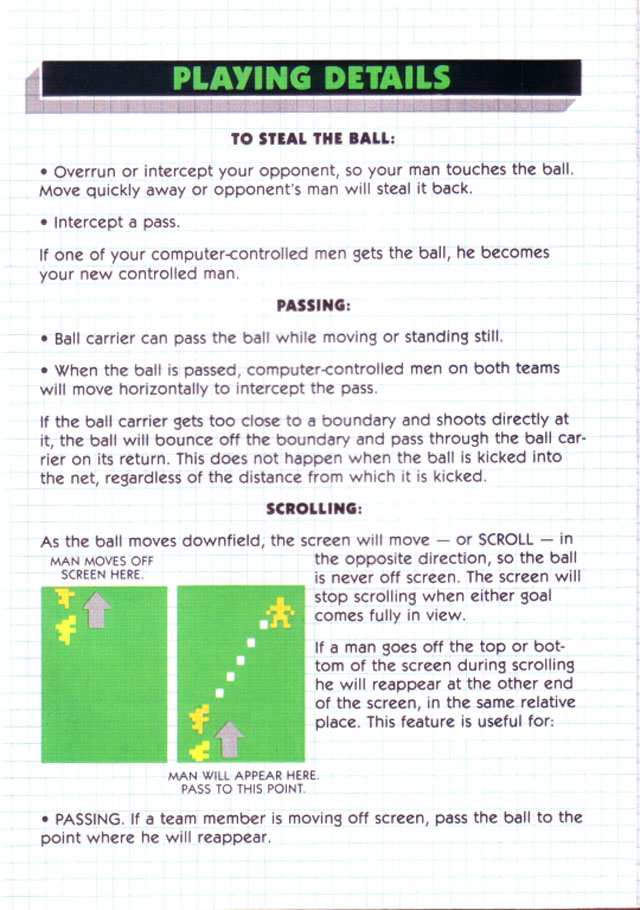 PLAYING DETAILS
TO STEAL THE BALL:
• Overrun or intercept your opponent, so your man touches the ball.
Move quickly away or opponent's man will steal it back.
• Intercept a pass.
If one of your computer-controlled men gets the ball, he becomes
your new controlled man.
PASSING:
• Ball carrier can pass the ball while moving or standing still.
• When the ball is passed, computer-controlled men on both teams
will move horizontally to intercept the pass.
If the ball carrier gets too close to a boundary and shoots directly at
it, the ball will bounce off the boundary and pass through the ball car-
rier on its return. This does not happen when the ball is kicked into
the net, regardless of the distance from which it is kicked.
SCROLLING:
As the ball moves downfield, the screen will move — or SCROLL — in
the opposite direction, so the ball
is never off screen. The screen will
stop scrolling when either goal
comes fully in view.
If a man goes off the top or bot-
tom of the screen during scrolling
he will reappear at the other end
of the screen, in the same relative
place. This feature is useful for:
MAN MOVES OFF
SCREEN HERE.
MAN WILL APPEAR HERE.
PASS TO THIS POINT.
• PASSING. If a team member is moving off screen, pass the ball to the
point where he will reappear.